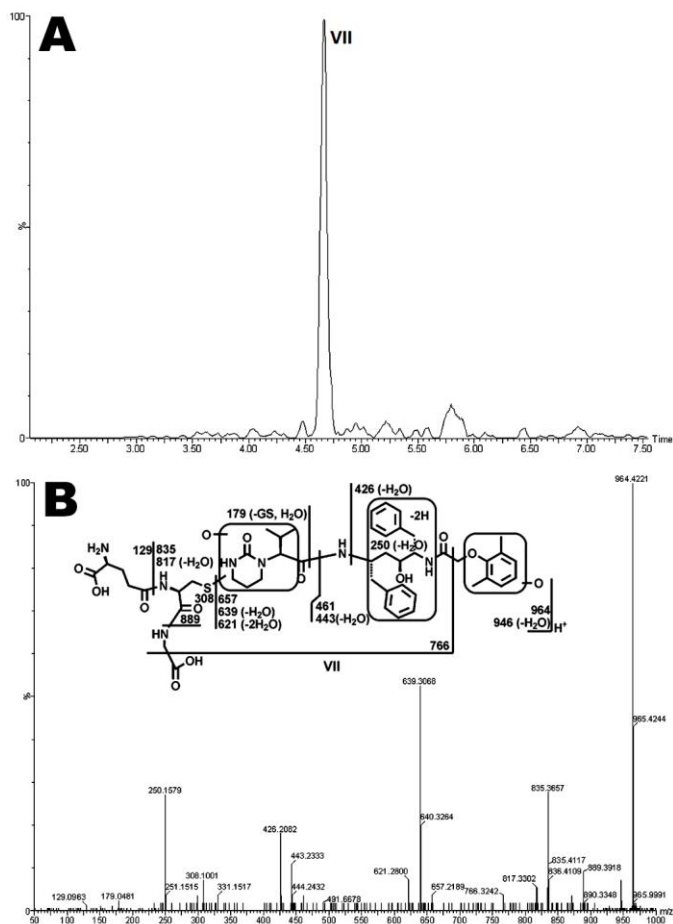 A
VII
100
%
0
2.50 3.00 3.50 4.00 4.50 5.00 5.50 6.00 6.50 7.00 7.50 Time
B
964.4221
100
426 (-H₂O)
179 (-GS, H₂O)
-2H
O
O
O
O
H₂N
129 835
817 (-H₂O)
HN
N
N
H
250 (-H₂O)
N
H
O
OH
O
HO
O
N
H
S
308 657
639 (-H₂O)
621 (-2H₂O)
OH
O
889
461
443(-H₂O)
964
946 (-H₂O)
H⁺
HN
766
OH
O
VII
639.3068
%
965.4244
250.1579
835.3657
640.3264
426.2082
443.2333
835.4117
836.4109
889.3918
308.1001
621.2800
817.3302
129.0963 179.0481
251.1515
331.1517
444.2432
491.6678
657.2189
766.3242
890.3348
965.9991
0
50 100 150 200 250 300 350 400 450 500 550 600 650 700 750 800 850 900 950 1000 m/z